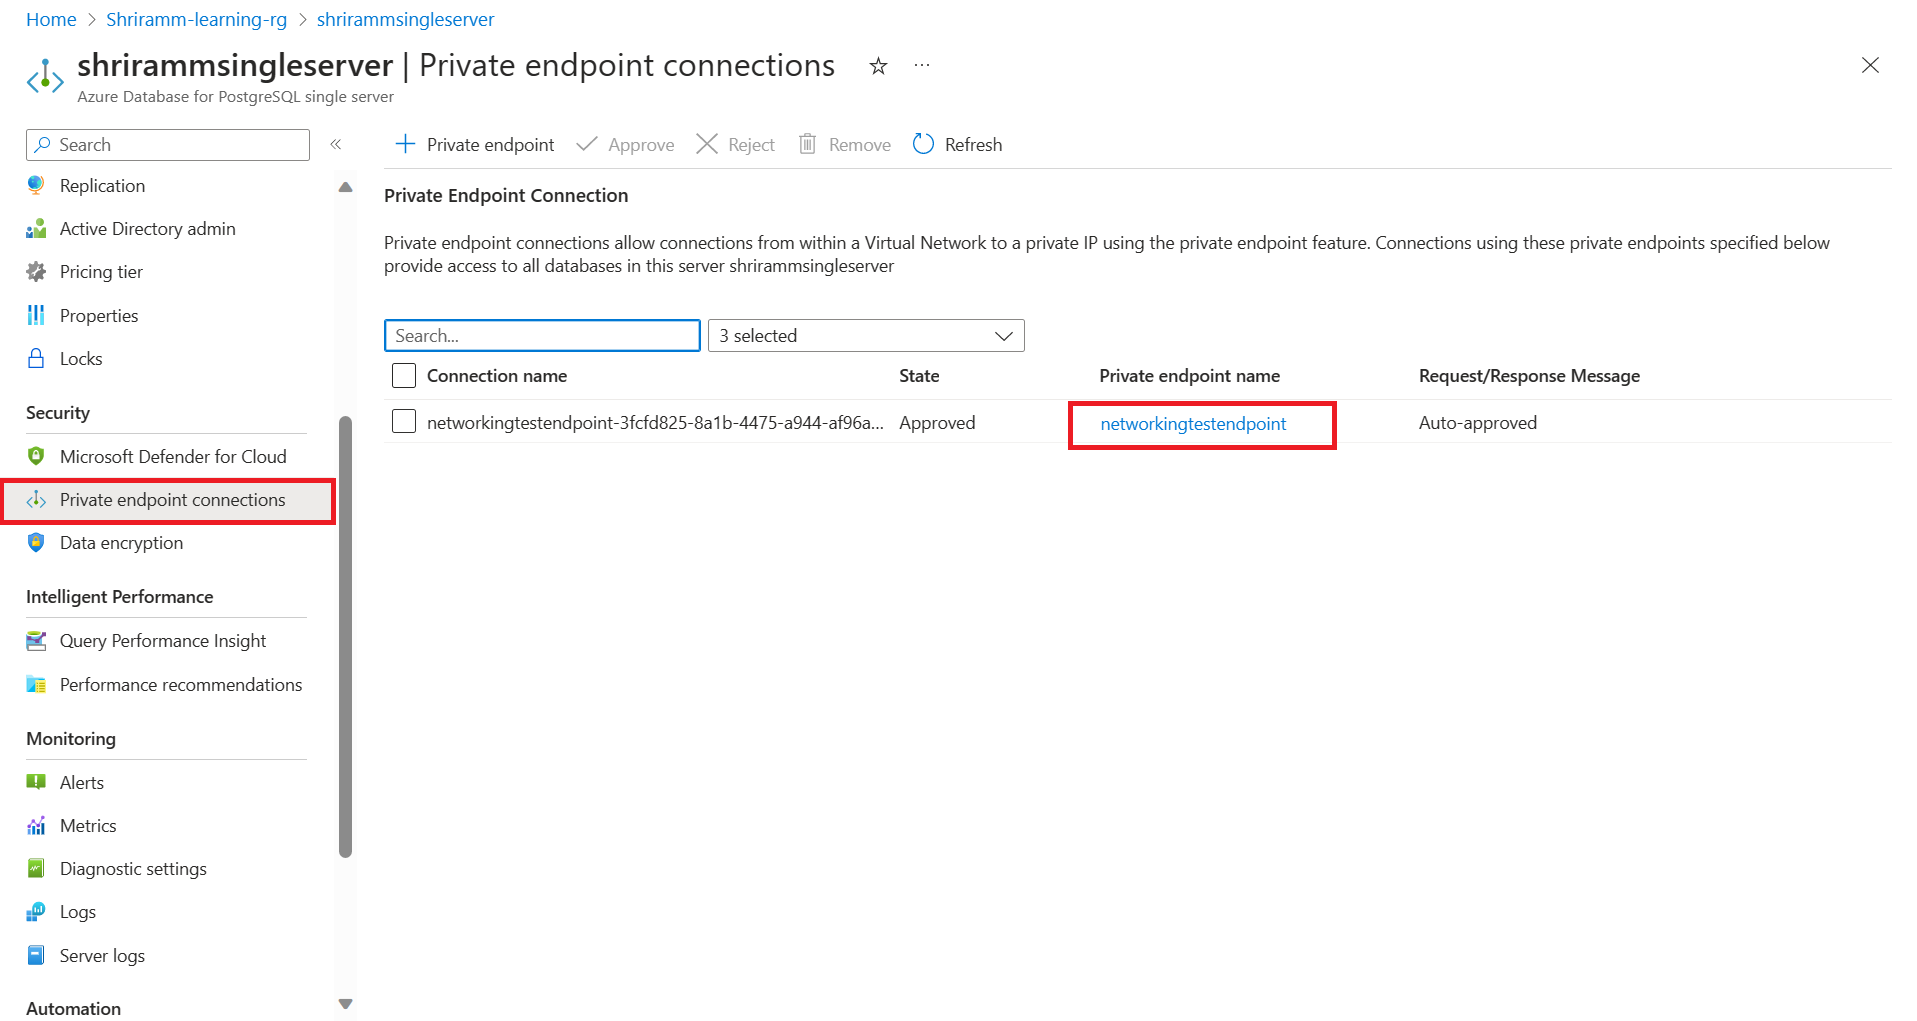 Home > Shriramm-learning-rg > shrirammsingleserver
shrirammsingleserver | Private endpoint connections
Azure Database for PostgreSQL single server
Search
Replication
Active Directory admin
Pricing tier
Properties
Locks
Security
Microsoft Defender for Cloud
Private endpoint connections
Data encryption
Intelligent Performance
Query Performance Insight
Performance recommendations
Monitoring
Alerts
Metrics
Diagnostic settings
Logs
Server logs
Automation
Private endpoint Approve Reject Remove Refresh
Private Endpoint Connection
Private endpoint connections allow connections from within a Virtual Network to a private IP using the private endpoint feature. Connections using these private endpoints specified below
provide access to all databases in this server shrirammsingleserver
Search... 3 selected
Connection name State Private endpoint name Request/Response Message
networkingtestendpoint-3fcfd825-8a1b-4475-a944-af96a... Approved networkingtestendpoint Auto-approved